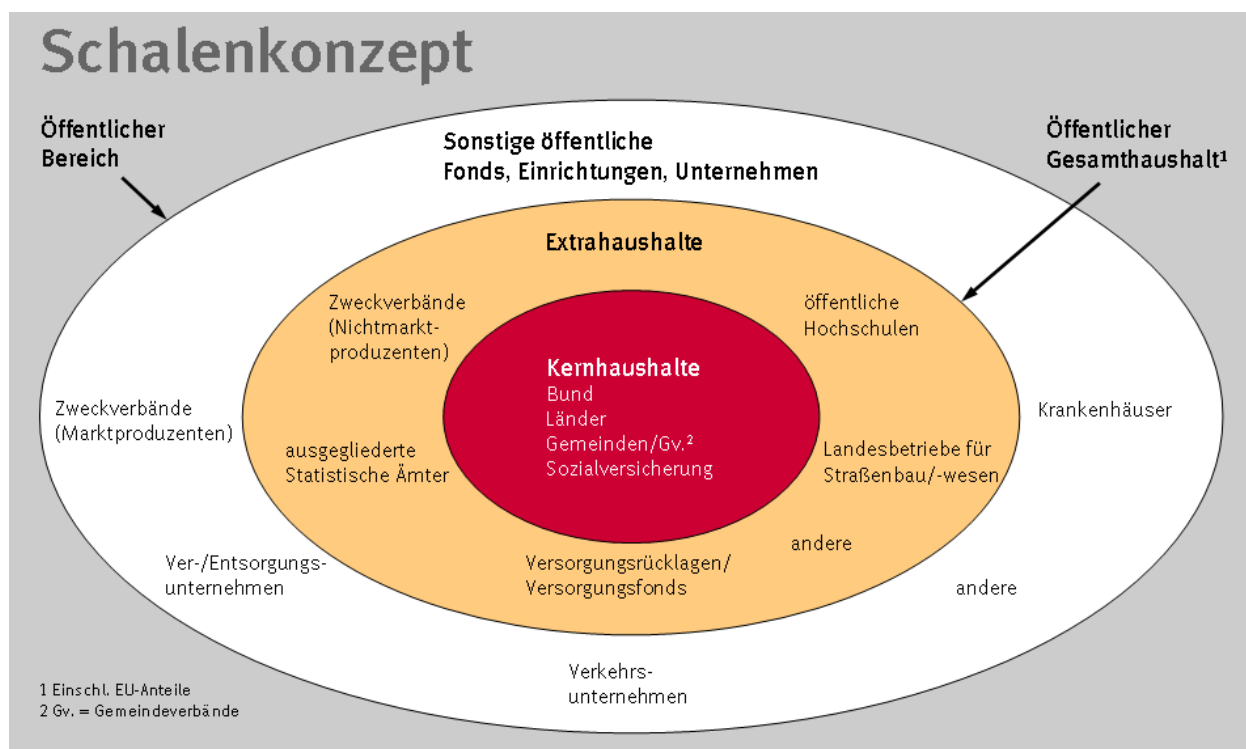 Schalenkonzept
Öffentlicher
Bereich
Sonstige öffentliche
Fonds, Einrichtungen, Unternehmen
Öffentlicher
Gesamthaushalt¹
Extrahaushalte
Zweckverbände
(Nichtmarkt-
produzenten)
öffentliche
Hochschulen
Kernhaushalte
Bund
Länder
Gemeinden/Gv.²
Sozialversicherung
Zweckverbände
(Marktproduzenten)
Krankenhäuser
ausgegliederte
Statistische Ämter
Landesbetriebe für
Straßenbau/-wesen
andere
Ver-/Entsorgungs-
unternehmen
Versorgungsrücklagen/
Versorgungsfonds
andere
Verkehrs-
unternehmen
1 Einschl. EU-Anteile
2 Gv. = Gemeindeverbände